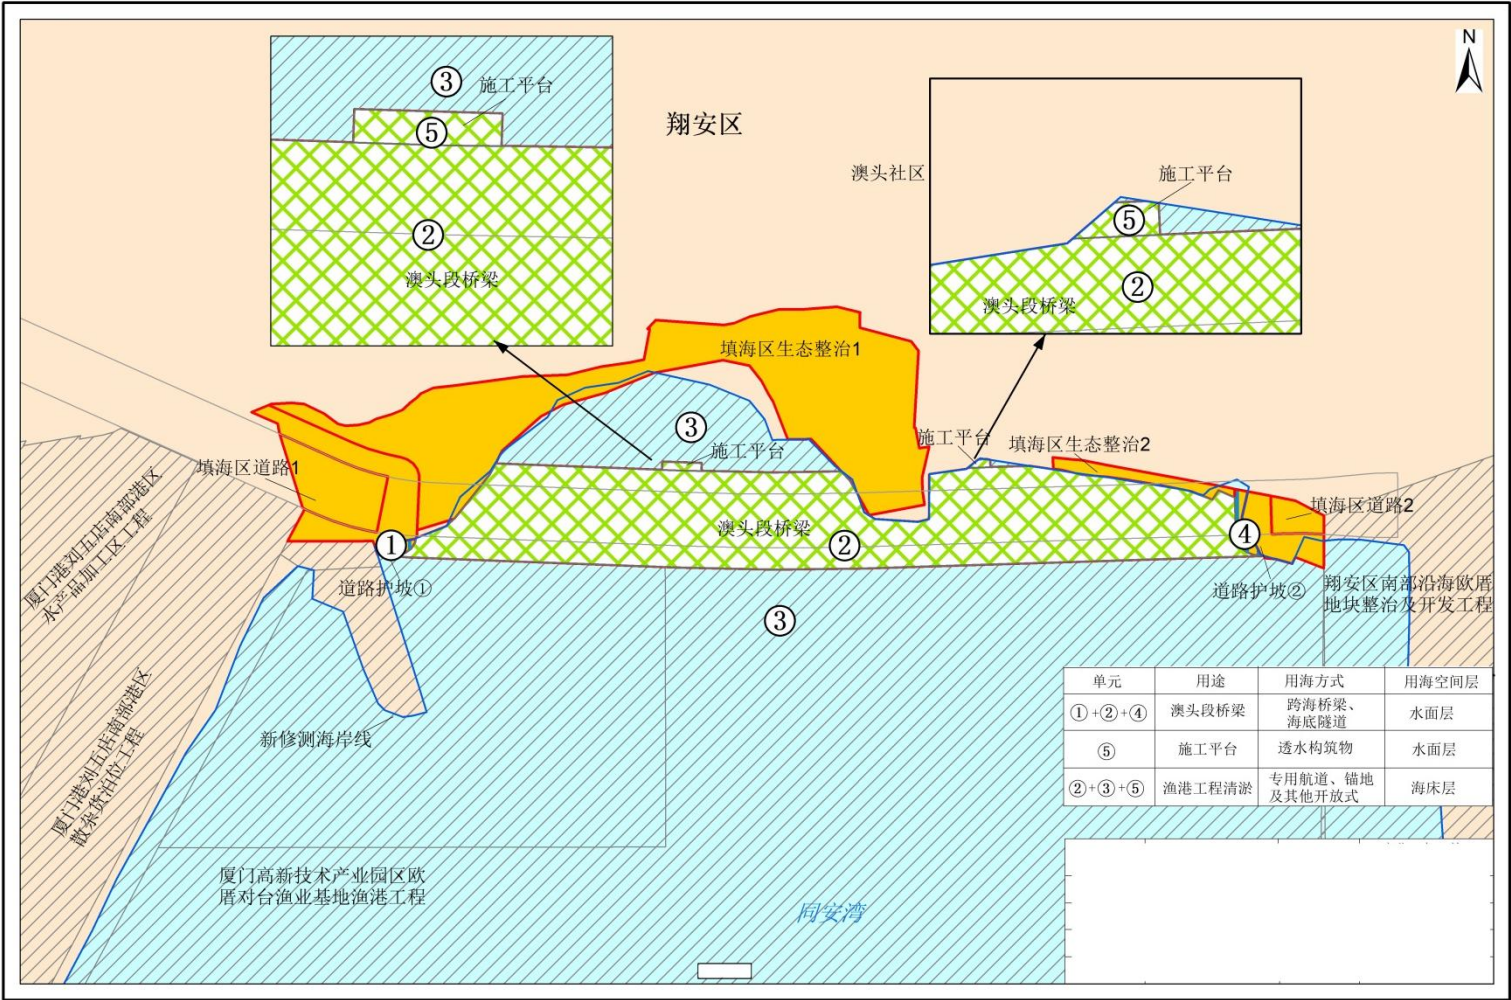 N
③
施工平台
⑤
②
澳头段桥梁
翔安区
澳头社区
施工平台
⑤
②
澳头段桥梁
填海区生态整治1
③
施工平台
施工平台
填海区生态整治2
填海区道路1
澳头段桥梁
②
填海区道路2
①
④
道路护坡①
道路护坡②
翔安区南部沿海欧厝
地块整治及开发工程
厦门港刘五店南部港区
水产品加工区工程
③
新修测海岸线
厦门港刘五店南部港区
散杂货泊位工程
单元 用途 用海方式 用海空间层
①+②+④ 澳头段桥梁 跨海桥梁、
海底隧道 水面层
⑤ 施工平台 透水构筑物 水面层
②+③+⑤ 渔港工程清淤 专用航道、锚地
及其他开放式 海床层
厦门高新技术产业园区欧
厝对台渔业基地渔港工程
同安湾